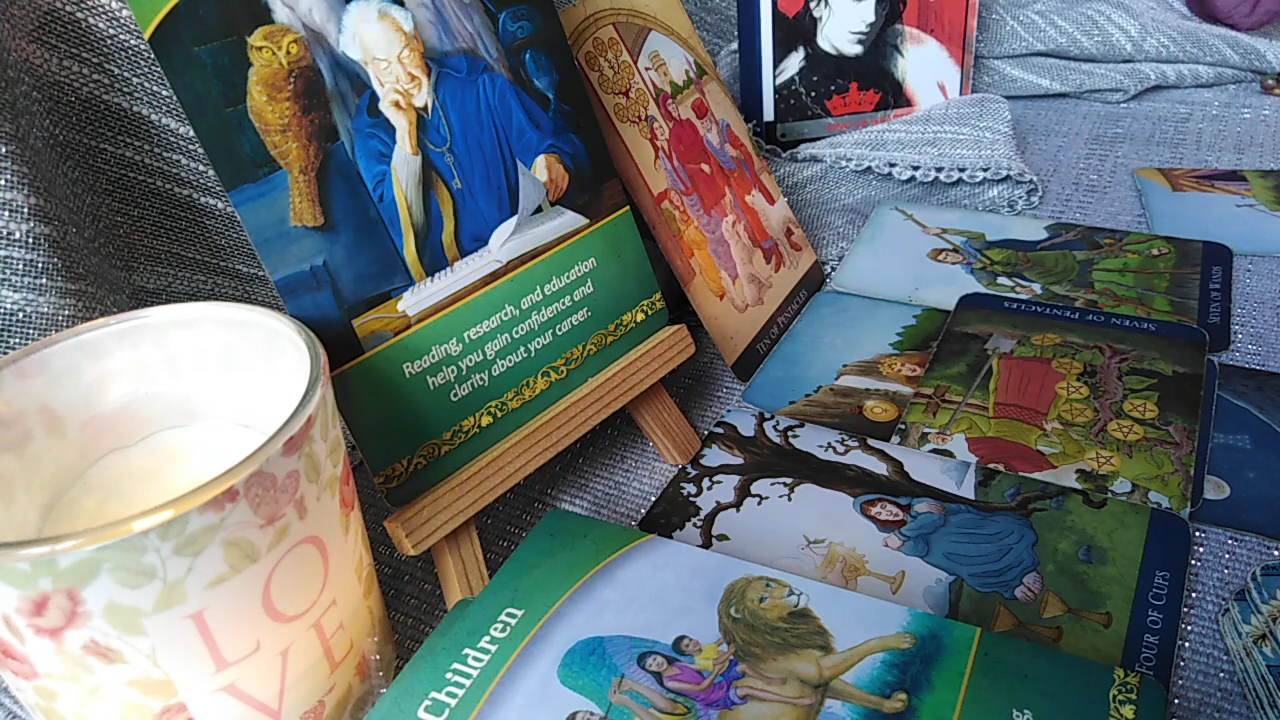 Reading, research, and education
help you gain confidence and
clarity about your career.
TEN OF PENTACLES
SEVEN OF WANDS
SEVEN OF PENTACLES
FOUR OF CUPS
Children
LO
VE